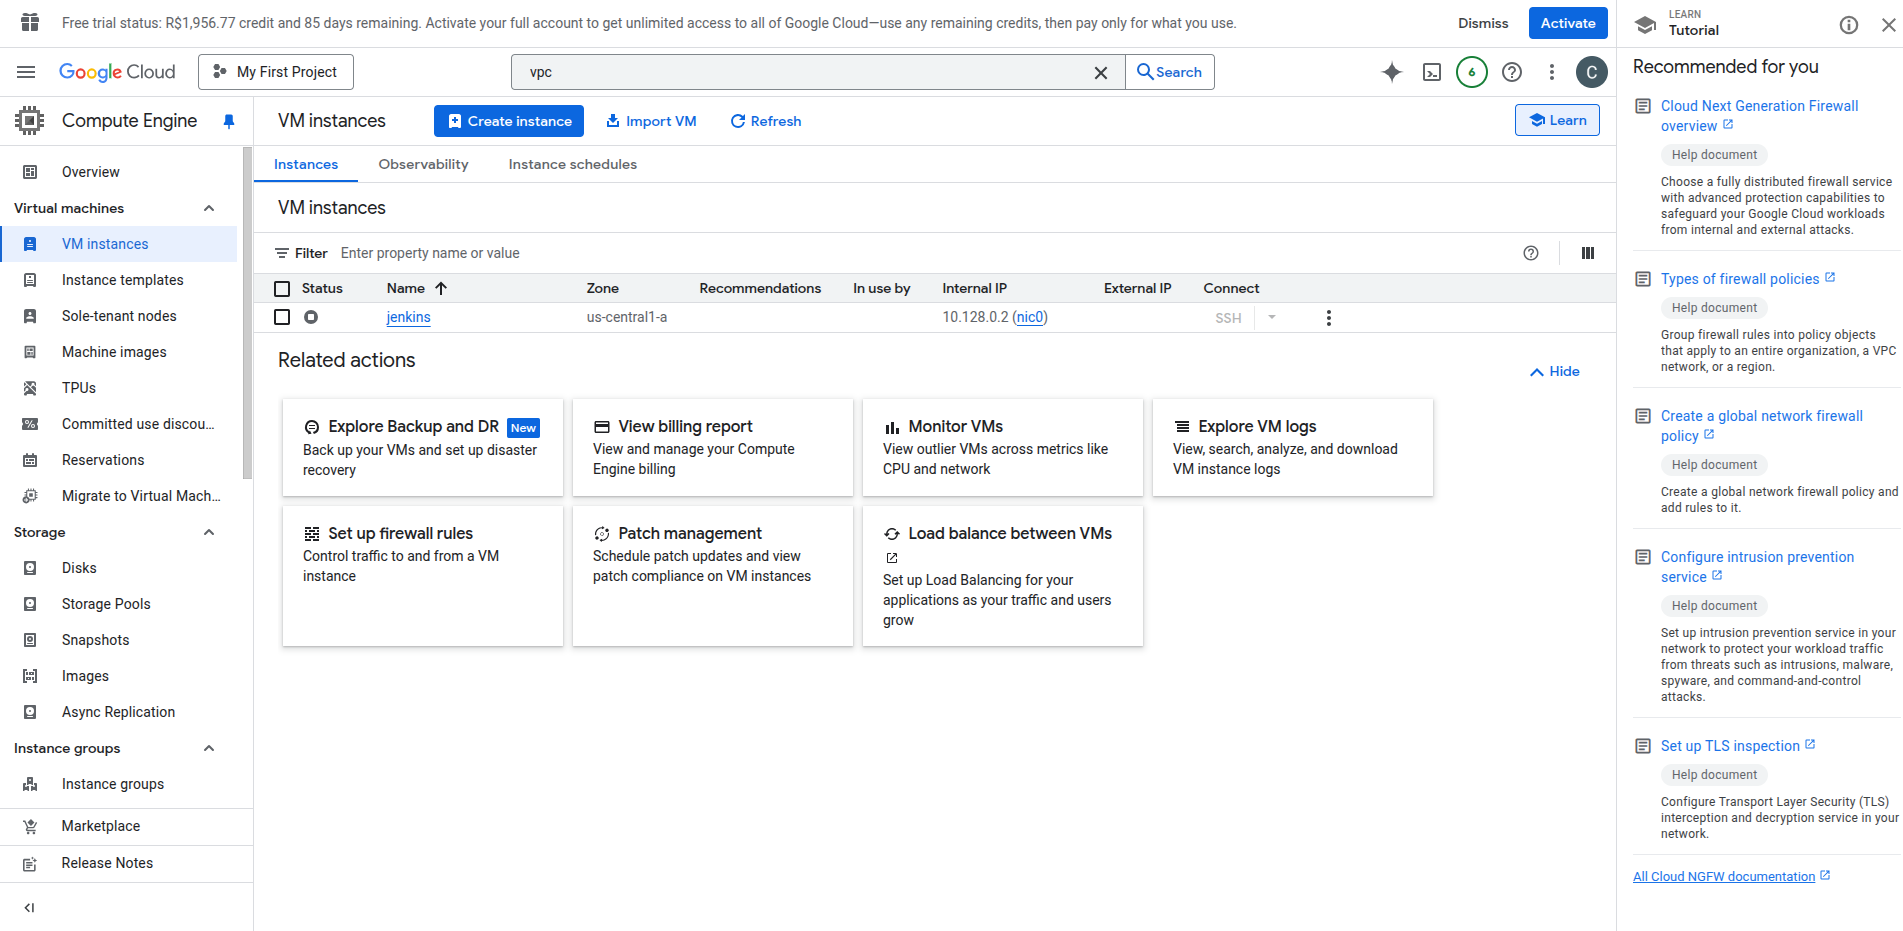 Free trial status: R$1,956.77 credit and 85 days remaining. Activate your full account to get unlimited access to all of Google Cloud—use any remaining credits, then pay only for what you use.
Dismiss
Activate
Google Cloud
My First Project
vpc
Search
6
C
Compute Engine
Overview
Virtual machines
VM instances
Instance templates
Sole-tenant nodes
Machine images
TPUs
Committed use discou...
Reservations
Migrate to Virtual Mach...
Storage
Disks
Storage Pools
Snapshots
Images
Async Replication
Instance groups
Instance groups
Marketplace
Release Notes
VM instances
Create instance
Import VM
Refresh
Learn
Instances
Observability
Instance schedules
VM instances
Filter
Enter property name or value
Status
Name
Zone
Recommendations
In use by
Internal IP
External IP
Connect
jenkins
us-central1-a
10.128.0.2 (nic0)
SSH
Related actions
Hide
Explore Backup and DR
New
Back up your VMs and set up disaster
recovery
View billing report
View and manage your Compute
Engine billing
Monitor VMs
View outlier VMs across metrics like
CPU and network
Explore VM logs
View, search, analyze, and download
VM instance logs
Set up firewall rules
Control traffic to and from a VM
instance
Patch management
Schedule patch updates and view
patch compliance on VM instances
Load balance between VMs
Set up Load Balancing for your
applications as your traffic and users
grow
LEARN
Tutorial
Recommended for you
Cloud Next Generation Firewall
overview
Help document
Choose a fully distributed firewall service
with advanced protection capabilities to
safeguard your Google Cloud workloads
from internal and external attacks.
Types of firewall policies
Help document
Group firewall rules into policy objects
that apply to an entire organization, a VPC
network, or a region.
Create a global network firewall
policy
Help document
Create a global network firewall policy and
add rules to it.
Configure intrusion prevention
service
Help document
Set up intrusion prevention service in your
network to protect your workload traffic
from threats such as intrusions, malware,
spyware, and command-and-control
attacks.
Set up TLS inspection
Help document
Configure Transport Layer Security (TLS)
interception and decryption service in your
network.
All Cloud NGFW documentation